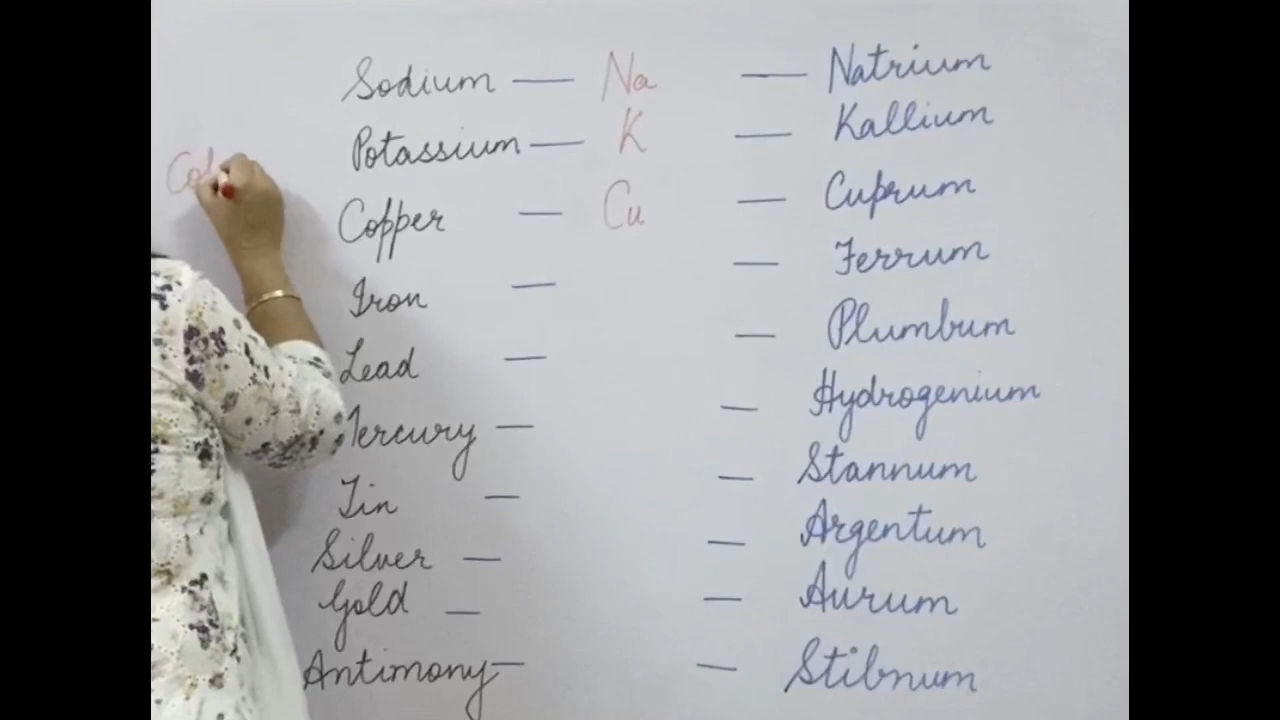 Sodium — Na — Natrium
Potassium — K — Kallium
Copper — Cu — Cuprum
Iron — — Ferrum
Lead — — Plumbum
— — Hydrogenium
Tin — — Stannum
Silver — — Argentum
Gold — — Aurum
Antimony — — Stibnum